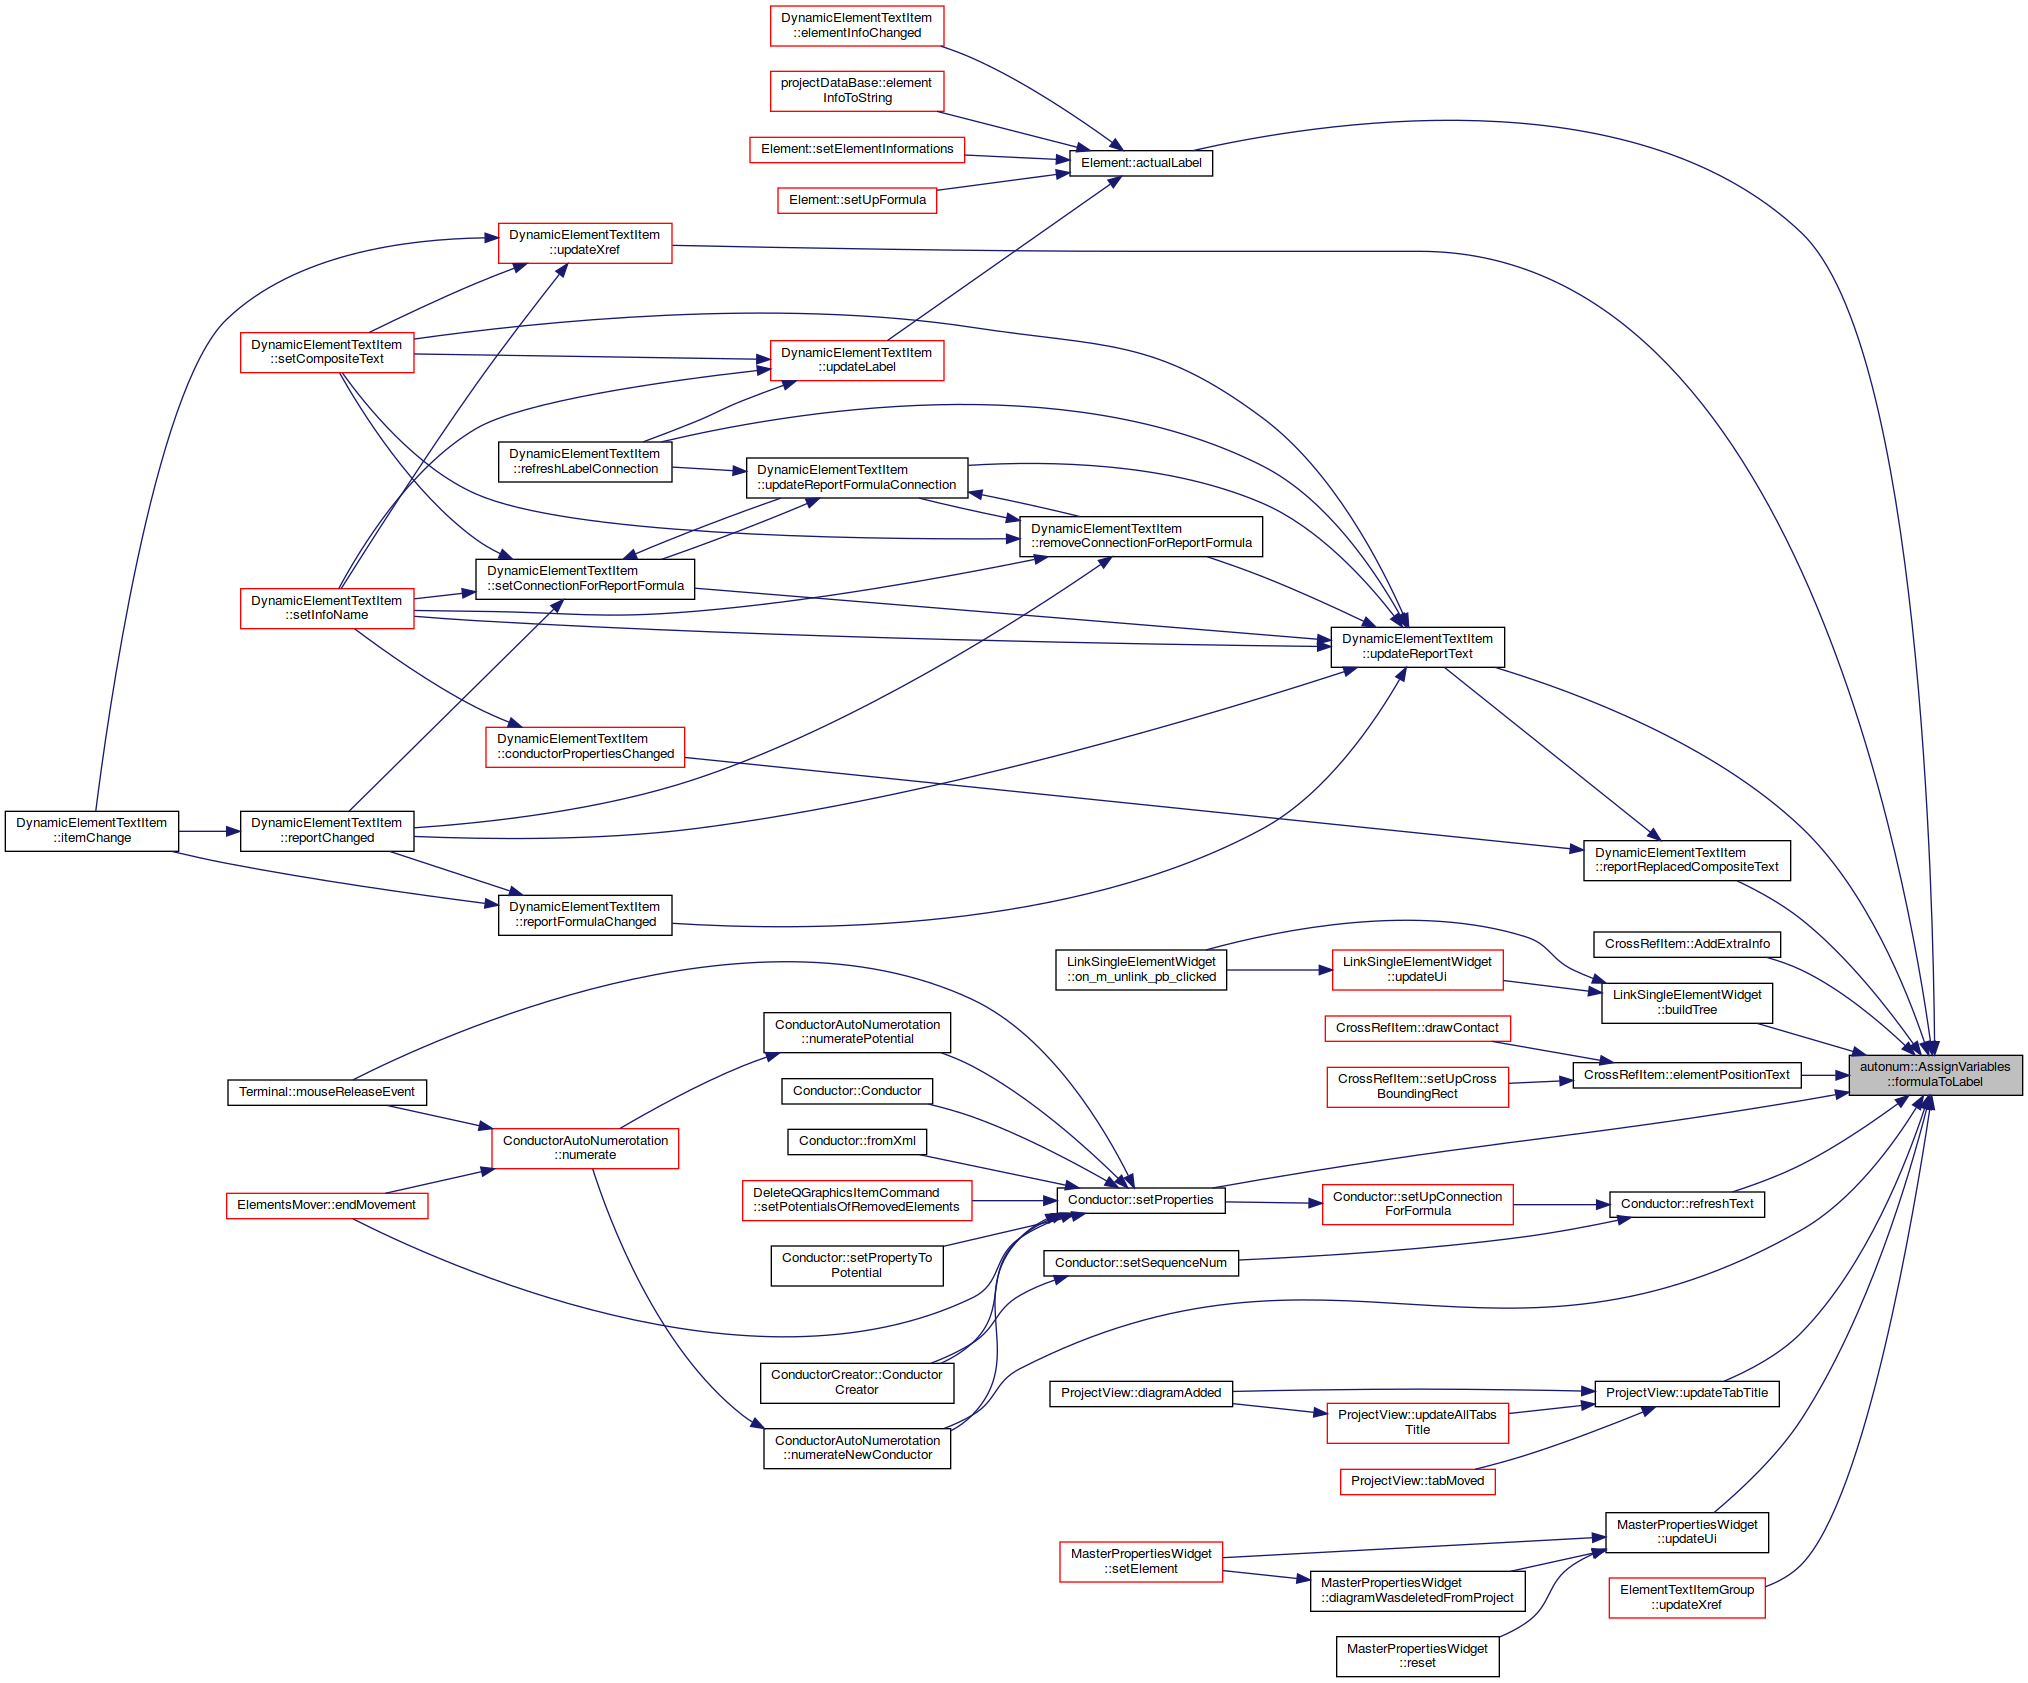 DynamicElementTextItem
::elementInfoChanged
projectDataBase::element
InfoToString
Element::setElementInformations
Element::actualLabel
Element::setUpFormula
DynamicElementTextItem
::updateXref
DynamicElementTextItem
::setCompositeText
DynamicElementTextItem
::updateLabel
DynamicElementTextItem
::refreshLabelConnection
DynamicElementTextItem
::updateReportFormulaConnection
DynamicElementTextItem
::removeConnectionForReportFormula
DynamicElementTextItem
::setConnectionForReportFormula
DynamicElementTextItem
::setInfoName
DynamicElementTextItem
::updateReportText
DynamicElementTextItem
::conductorPropertiesChanged
DynamicElementTextItem
::itemChange
DynamicElementTextItem
::reportChanged
DynamicElementTextItem
::reportReplacedCompositeText
DynamicElementTextItem
::reportFormulaChanged
CrossRefItem::AddExtraInfo
LinkSingleElementWidget
::on_m_unlink_pb_clicked
LinkSingleElementWidget
::updateUi
LinkSingleElementWidget
::buildTree
ConductorAutoNumerotation
::numeratePotential
CrossRefItem::drawContact
CrossRefItem::elementPositionText
autonum::AssignVariables
::formulaToLabel
CrossRefItem::setUpCross
BoundingRect
Terminal::mouseReleaseEvent
Conductor::Conductor
ConductorAutoNumerotation
::numerate
Conductor::fromXml
DeleteQGraphicsItemCommand
::setPotentialsOfRemovedElements
Conductor::setProperties
Conductor::setUpConnection
ForFormula
Conductor::refreshText
ElementsMover::endMovement
Conductor::setPropertyTo
Potential
Conductor::setSequenceNum
ConductorCreator::Conductor
Creator
ProjectView::diagramAdded
ProjectView::updateTabTitle
ProjectView::updateAllTabs
Title
ConductorAutoNumerotation
::numerateNewConductor
ProjectView::tabMoved
MasterPropertiesWidget
::updateUi
MasterPropertiesWidget
::setElement
MasterPropertiesWidget
::diagramWasdeletedFromProject
ElementTextItemGroup
::updateXref
MasterPropertiesWidget
::reset